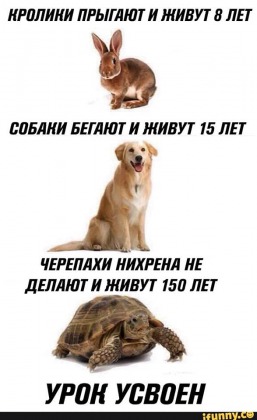 КРОЛИКИ ПРЫГАЮТ И ЖИВУТ 8 ЛЕТ
СОБАКИ БЕГАЮТ И ЖИВУТ 15 ЛЕТ
ЧЕРЕПАХИ НИХРЕНА НЕ
ДЕЛАЮТ И ЖИВУТ 150 ЛЕТ
УРОК УСВОЕН
ifunny.co